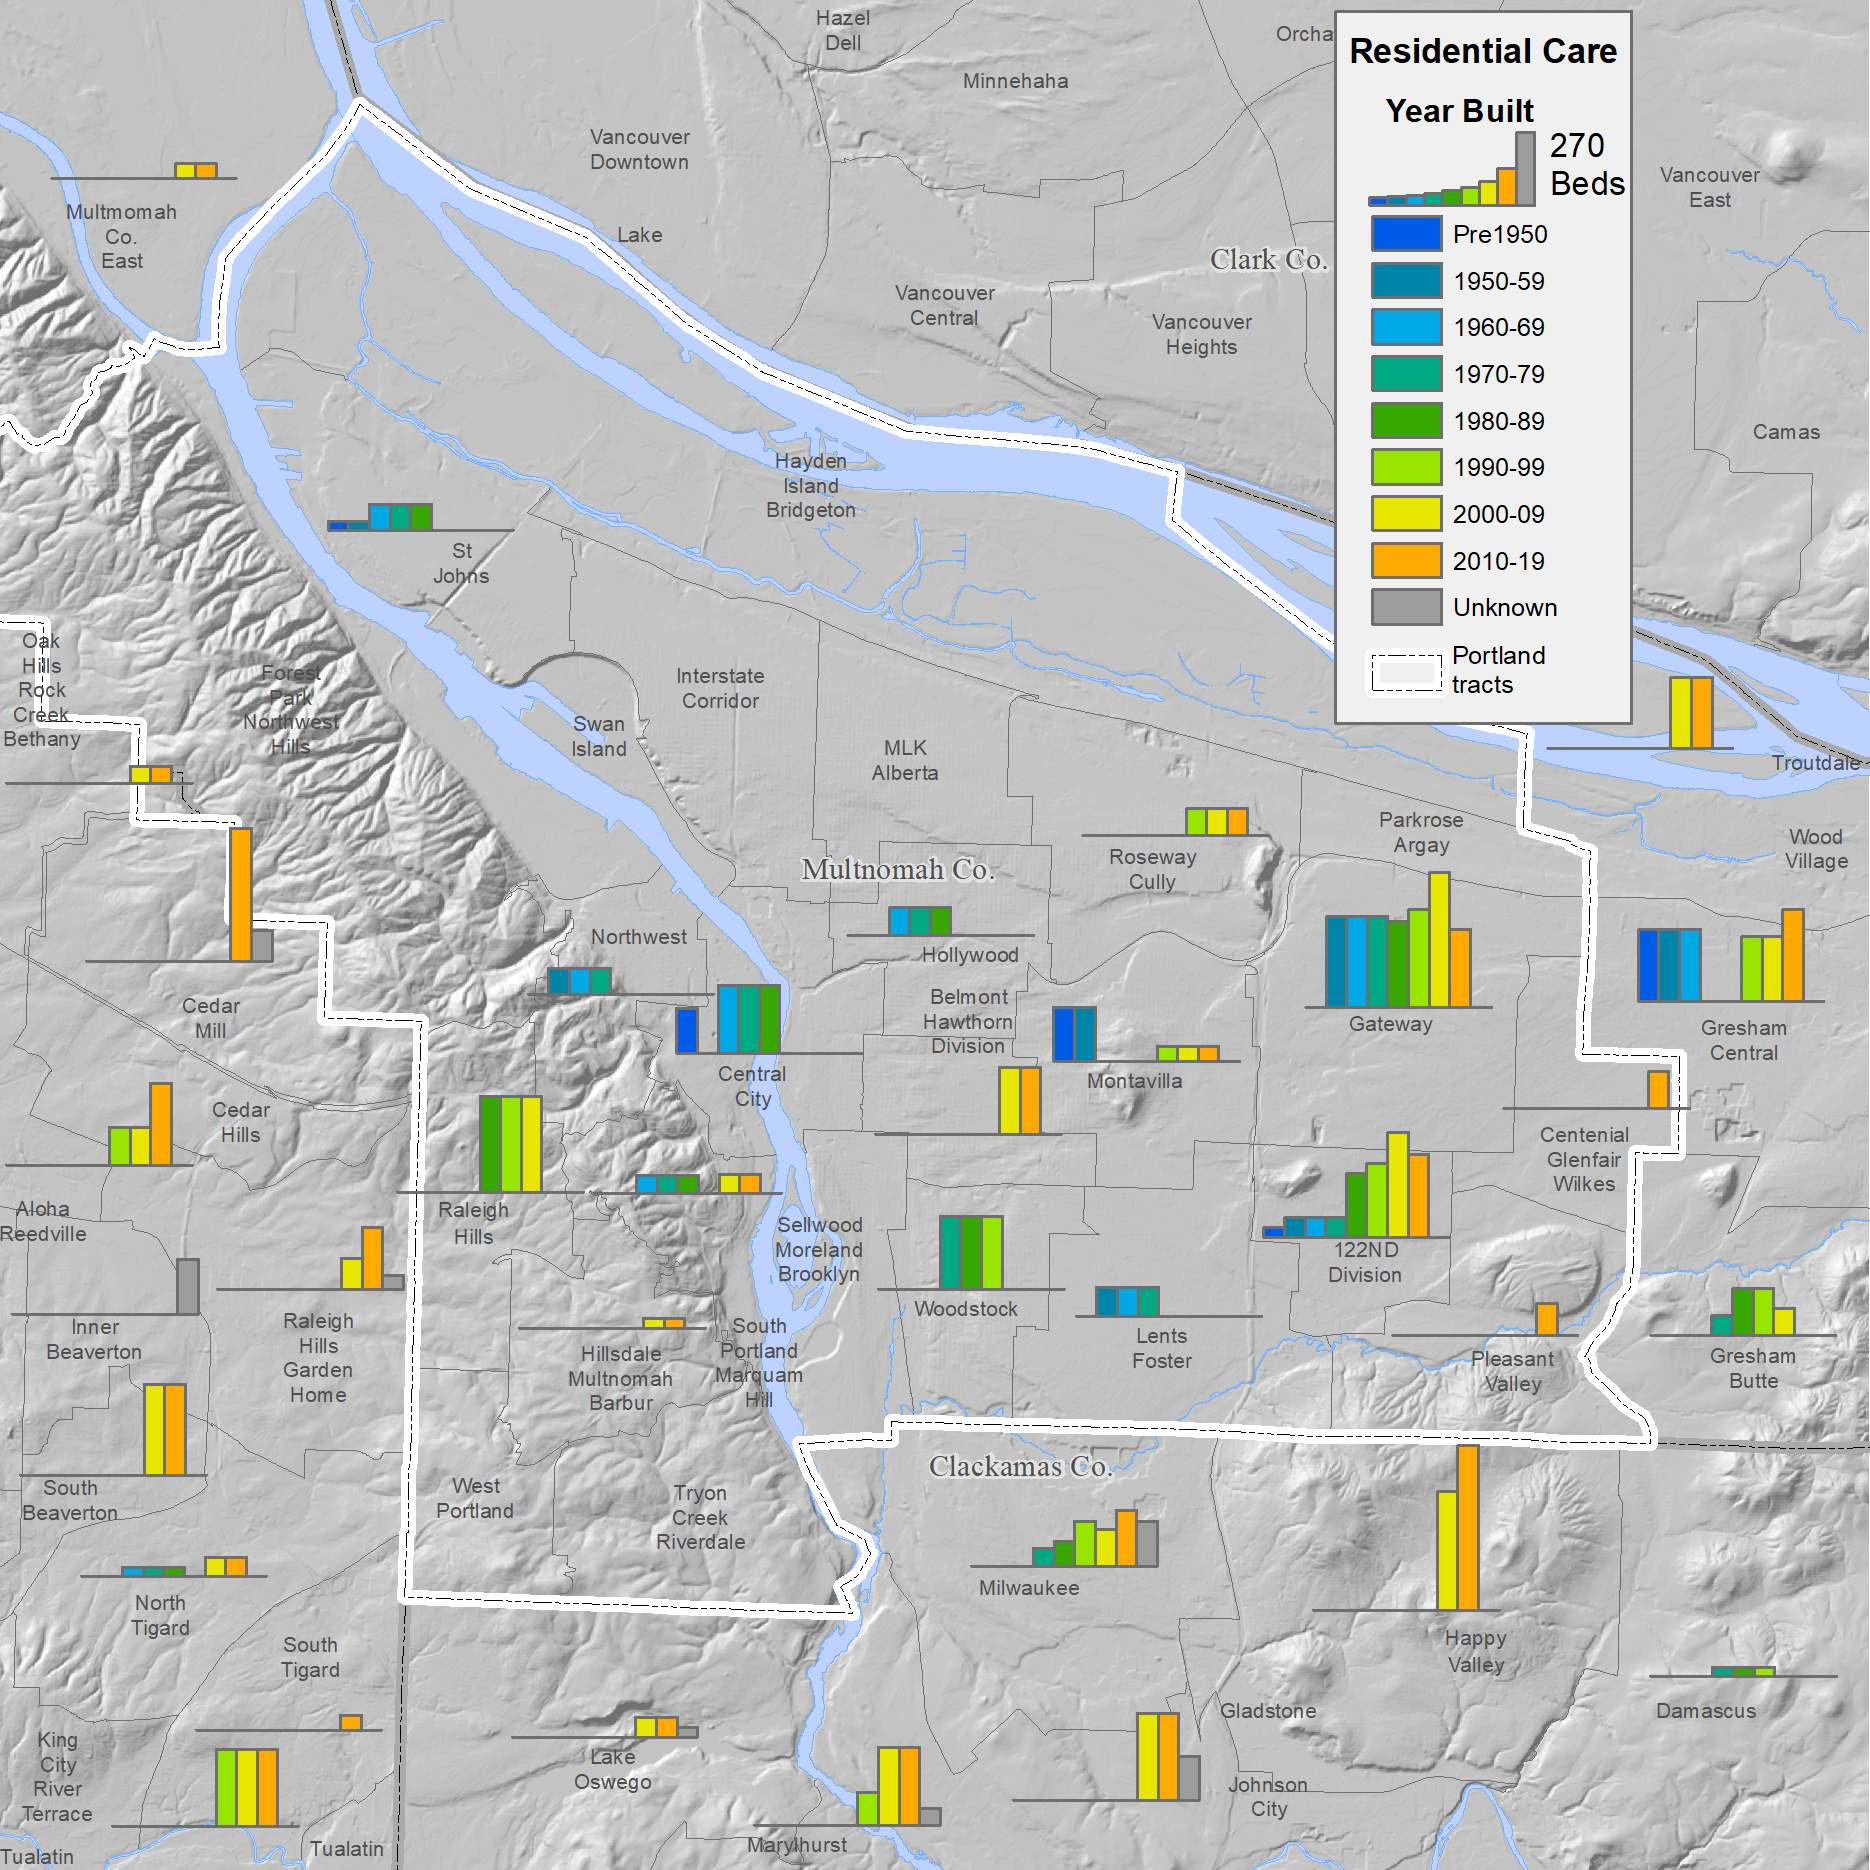 Hazel
Dell
Orcha
Minnehaha
Vancouver
Downtown
Vancouver
East
Multmomah
Co.
East
Lake
Clark Co.
Vancouver
Central
Vancouver
Heights
Camas
Hayden
Island
Bridgeton
St
Johns
Residential Care
Year Built
270
Beds
Pre1950
1950-59
1960-69
1970-79
1980-89
1990-99
2000-09
2010-19
Unknown
Portland
tracts
Oak
Hills
Rock
Creek
Bethany
Forest
Park
Northwest
Hills
Interstate
Corridor
Swan
Island
MLK
Alberta
Troutdale
Parkrose
Argay
Wood
Village
Multnomah Co.
Roseway
Cully
Northwest
Hollywood
Cedar
Mill
Belmont
Hawthorn
Division
Gateway
Gresham
Central
Central
City
Montavilla
Cedar
Hills
Centenial
Glenfair
Wilkes
Aloha
Reedville
Raleigh
Hills
Sellwood
Moreland
Brooklyn
122ND
Division
Woodstock
Inner
Beaverton
Raleigh
Hills
Garden
Home
Hillsdale
Multnomah
Barbur
South
Portland
Marquam
Hill
Lents
Foster
Pleasant
Valley
Gresham
Butte
South
Beaverton
West
Portland
Tryon
Creek
Riverdale
Clackamas Co.
Milwaukee
North
Tigard
South
Tigard
Happy
Valley
Damascus
Gladstone
King
City
River
Terrace
Lake
Oswego
Johnson
City
Marylhurst
Tualatin
Tualatin